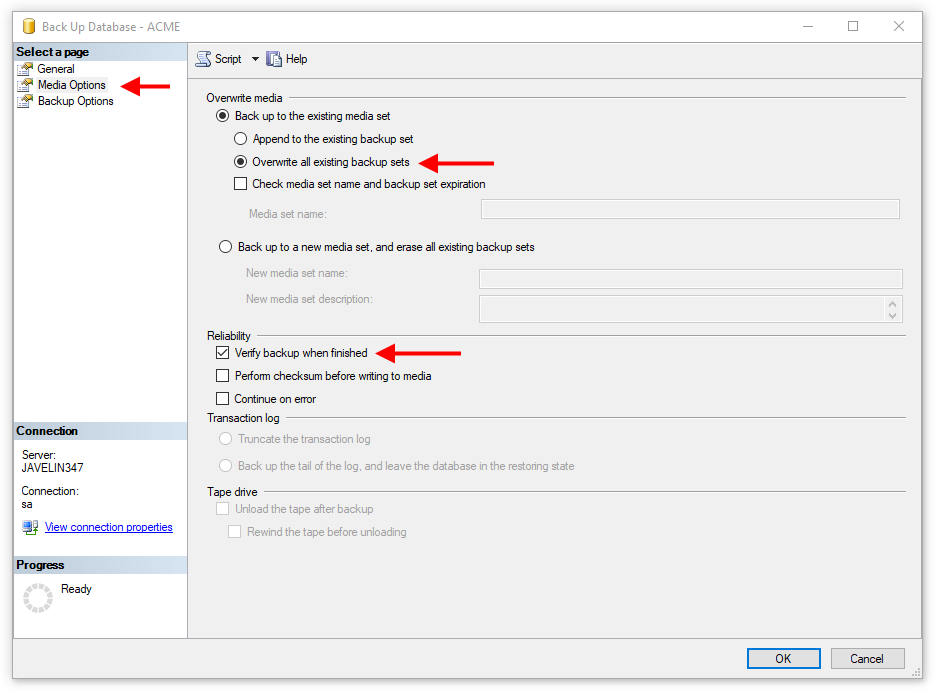 Back Up Database - ACME
Select a page
General
Media Options
Backup Options
Script
Help
Overwrite media
Back up to the existing media set
Append to the existing backup set
Overwrite all existing backup sets
Check media set name and backup set expiration
Media set name:
Back up to a new media set, and erase all existing backup sets
New media set name:
New media set description:
Reliability
Verify backup when finished
Perform checksum before writing to media
Continue on error
Transaction log
Truncate the transaction log
Back up the tail of the log, and leave the database in the restoring state
Tape drive
Unload the tape after backup
Rewind the tape before unloading
Connection
Server:
JAVELIN347
Connection:
sa
View connection properties
Progress
Ready
OK
Cancel